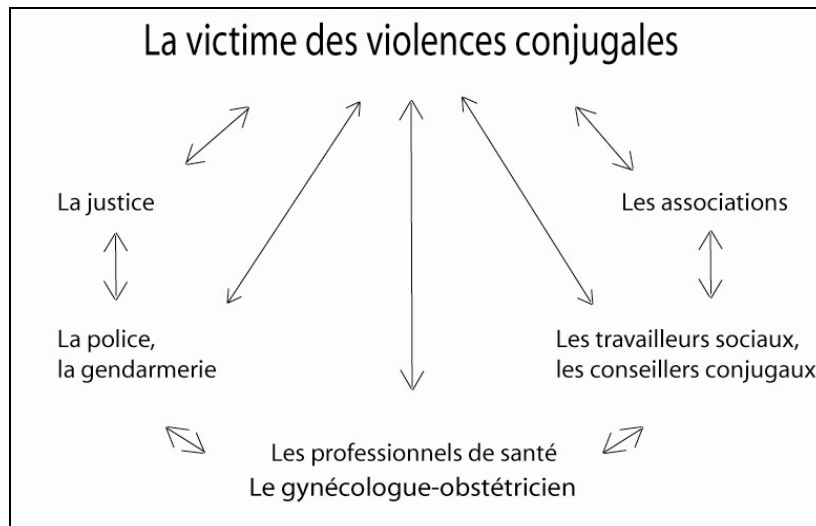 La victime des violences conjugales
La justice
Les associations
La police,
la gendarmerie
Les travailleurs sociaux,
les conseillers conjugaux
Les professionnels de santé
Le gynécologue-obstétricien